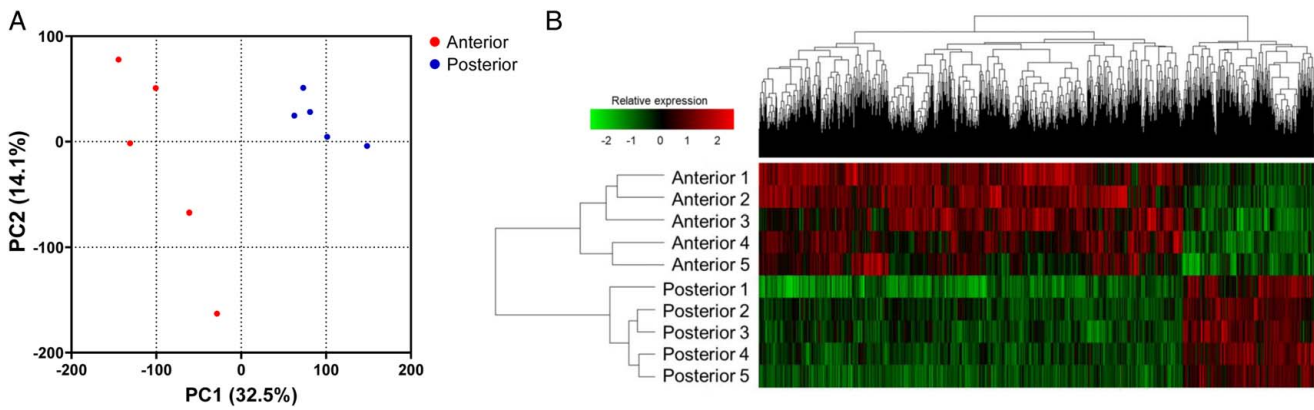 A
100
0
-100
-200
PC2 (14.1%)
-200
-100
0
100
200
PC1 (32.5%)
Anterior
Posterior
B
Relative expression
-2 -1 0 1 2
Anterior 1
Anterior 2
Anterior 3
Anterior 4
Anterior 5
Posterior 1
Posterior 2
Posterior 3
Posterior 4
Posterior 5